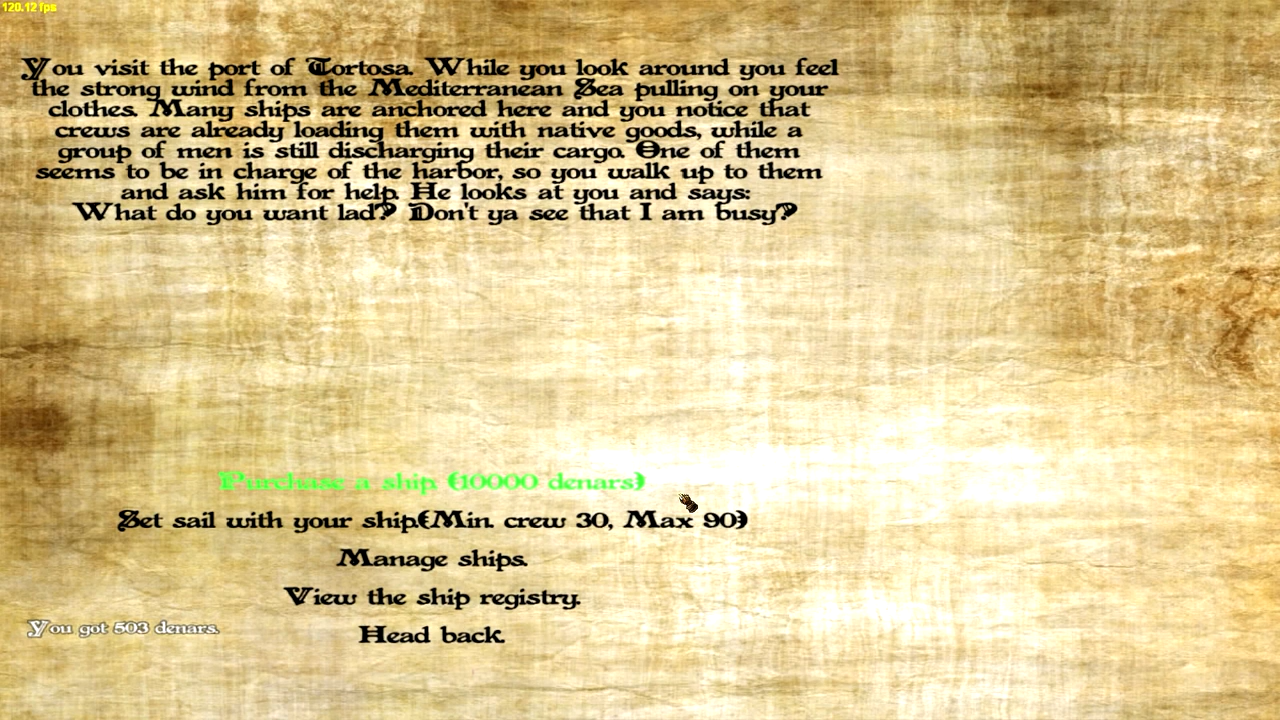 120.12 fps
You visit the port of Tortosa. While you look around you feel
the strong wind from the Mediterranean Sea pulling on your
clothes. Many ships are anchored here and you notice that
crews are already loading them with native goods, while a
group of men is still discharging their cargo. One of them
seems to be in charge of the harbor, so you walk up to them
and ask him for help. He looks at you and says:
What do you want lad? Don't ya see that I am busy?
Purchase a ship (10000 denars)
Set sail with your ship.(Min. crew 30, Max 90)
Manage ships.
View the ship registry.
You got 503 denars.
Head back.